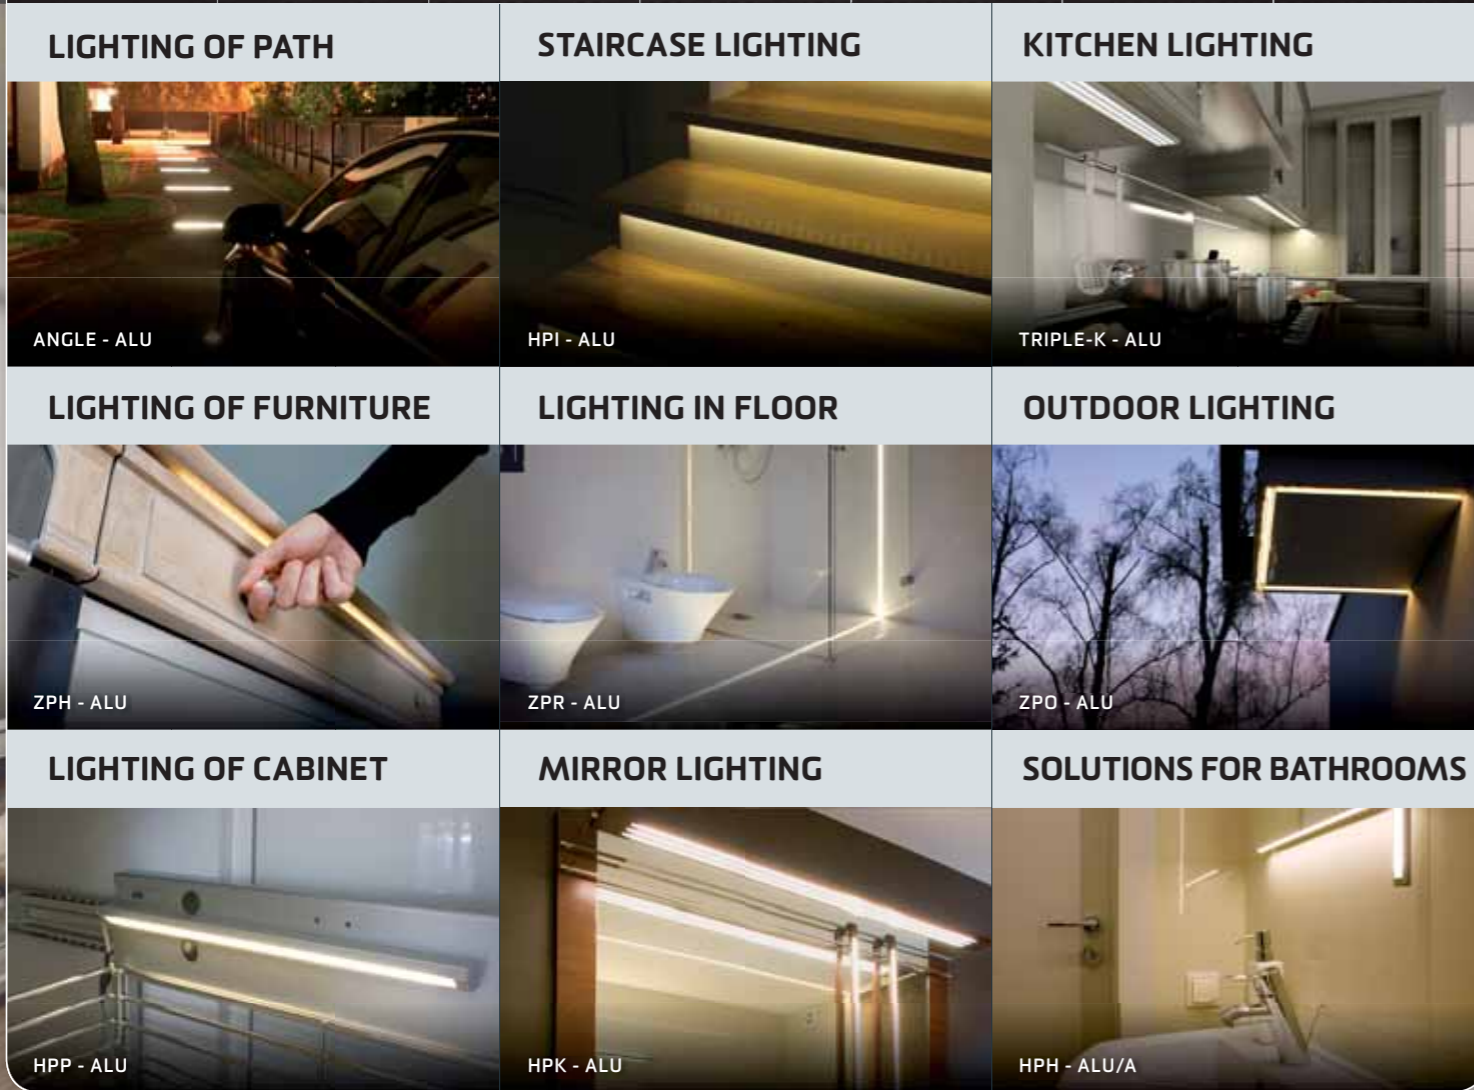 LIGHTING OF PATH
STAIRCASE LIGHTING
KITCHEN LIGHTING
ANGLE - ALU
HPI - ALU
TRIPLE-K - ALU
LIGHTING OF FURNITURE
LIGHTING IN FLOOR
OUTDOOR LIGHTING
ZPH - ALU
ZPR - ALU
ZPO - ALU
LIGHTING OF CABINET
MIRROR LIGHTING
SOLUTIONS FOR BATHROOMS
HPP - ALU
HPK - ALU
HPH - ALU/A